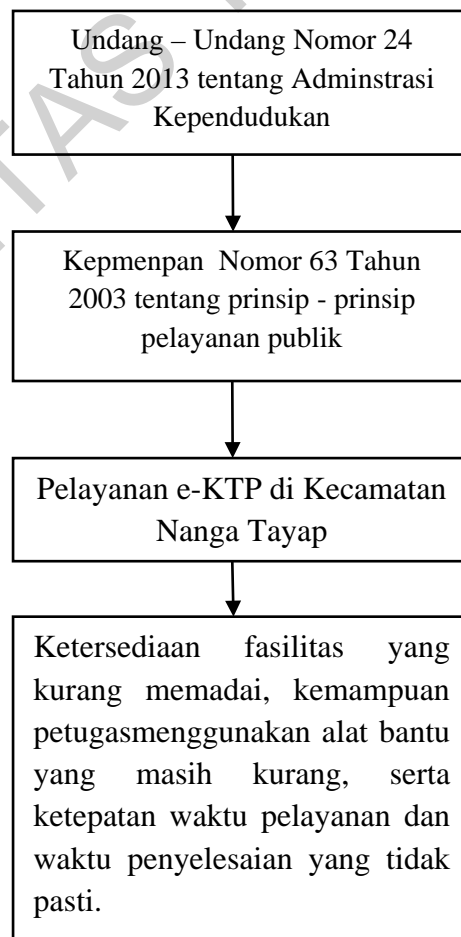 Undang – Undang Nomor 24
Tahun 2013 tentang Adminstrasi
Kependudukan
Kepmenpan Nomor 63 Tahun
2003 tentang prinsip - prinsip
pelayanan publik
Pelayanan e-KTP di Kecamatan
Nanga Tayap
Ketersediaan fasilitas yang
kurang memadai, kemampuan
petugasmenggunakan alat bantu
yang masih kurang, serta
ketepatan waktu pelayanan dan
waktu penyelesaian yang tidak
pasti.